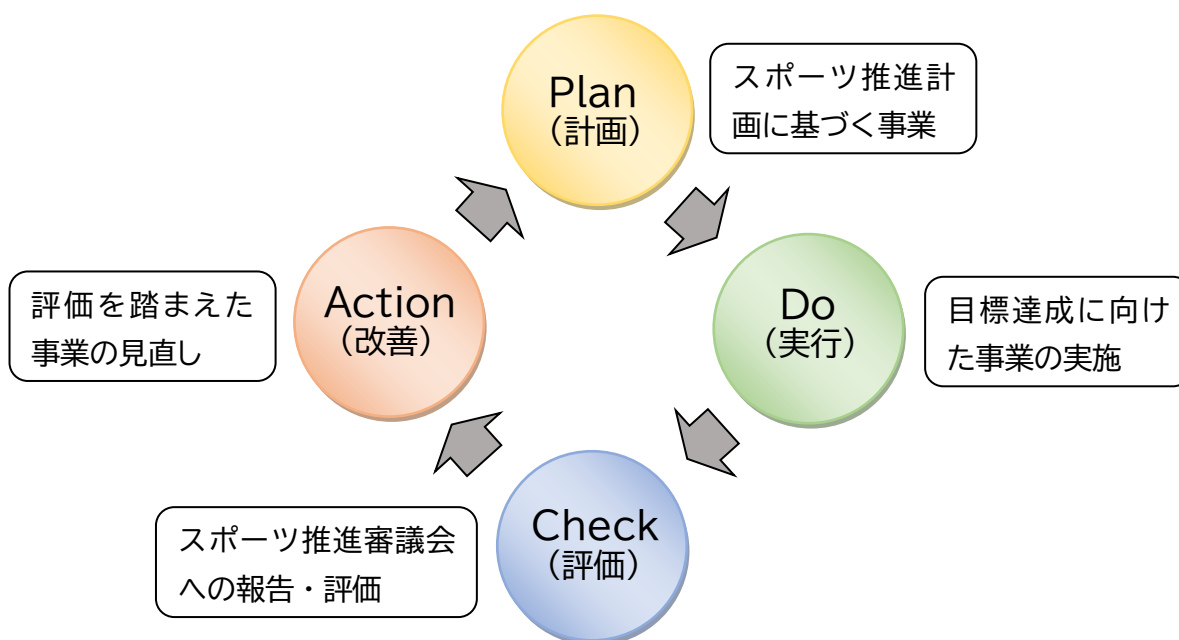 Plan
（計画）
スポーツ推進計
画に基づく事業
Do
（実行）
目標達成に向け
た事業の実施
Check
（評価）
スポーツ推進審議会
への報告・評価
Action
（改善）
評価を踏まえた
事業の見直し